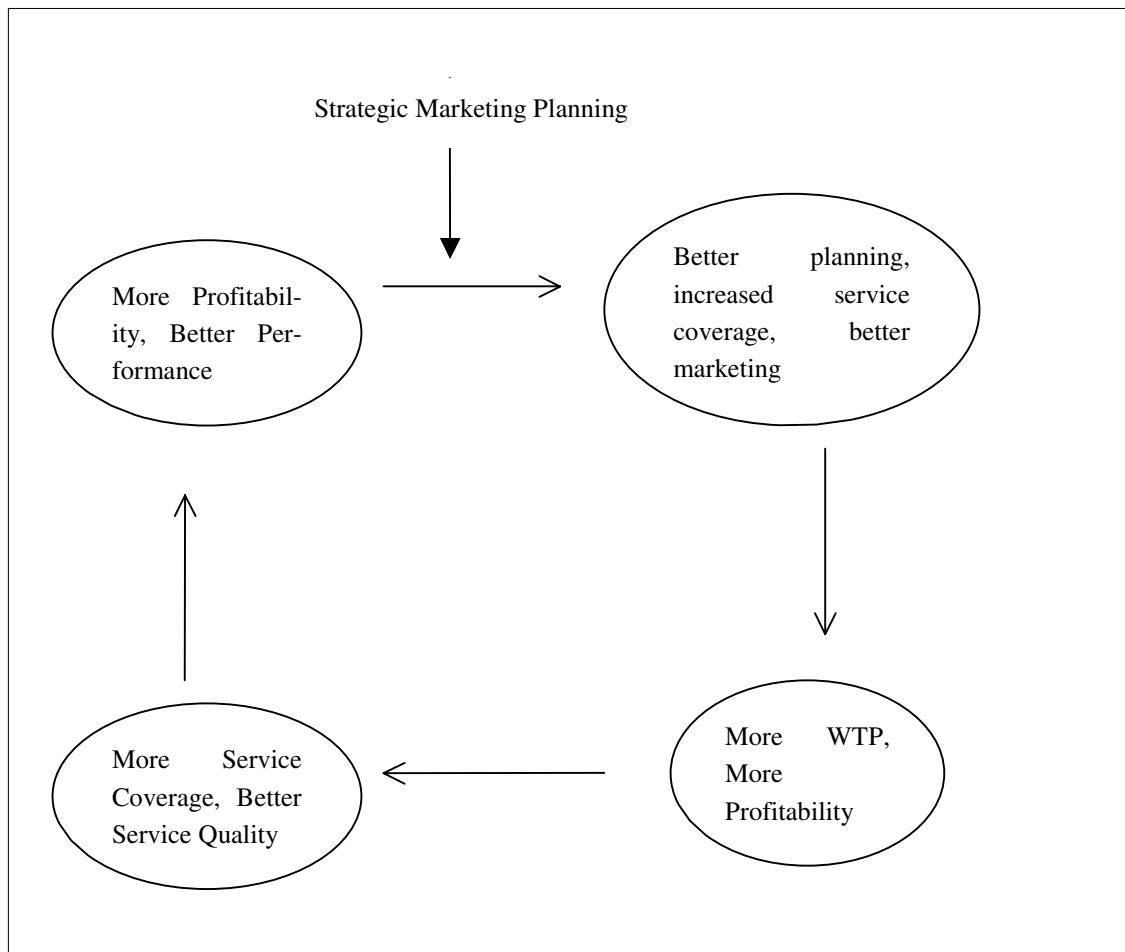 Strategic Marketing Planning
More Profitabil-
ity, Better Per-
formance
Better planning,
increased service
coverage, better
marketing
More Service
Coverage, Better
Service Quality
More WTP,
More
Profitability